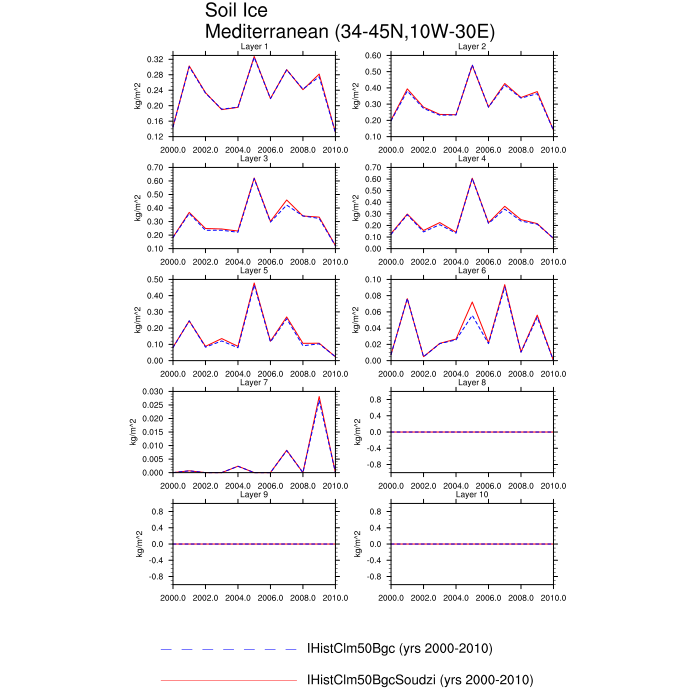 Soil Ice
Mediterranean (34-45N,10W-30E)
Layer 1
kg/m^2
0.32
0.28
0.24
0.20
0.16
0.12
2000.0 2002.0 2004.0 2006.0 2008.0 2010.0
Layer 2
kg/m^2
0.60
0.50
0.40
0.30
0.20
0.10
2000.0 2002.0 2004.0 2006.0 2008.0 2010.0
Layer 3
kg/m^2
0.70
0.60
0.50
0.40
0.30
0.20
0.10
2000.0 2002.0 2004.0 2006.0 2008.0 2010.0
Layer 4
kg/m^2
0.70
0.60
0.50
0.40
0.30
0.20
0.10
0.00
2000.0 2002.0 2004.0 2006.0 2008.0 2010.0
Layer 5
kg/m^2
0.50
0.40
0.30
0.20
0.10
0.00
2000.0 2002.0 2004.0 2006.0 2008.0 2010.0
Layer 6
kg/m^2
0.10
0.08
0.06
0.04
0.02
0.00
2000.0 2002.0 2004.0 2006.0 2008.0 2010.0
Layer 7
kg/m^2
0.030
0.025
0.020
0.015
0.010
0.005
0.000
2000.0 2002.0 2004.0 2006.0 2008.0 2010.0
Layer 8
kg/m^2
0.8
0.4
0.0
-0.4
-0.8
2000.0 2002.0 2004.0 2006.0 2008.0 2010.0
Layer 9
kg/m^2
0.8
0.4
0.0
-0.4
-0.8
2000.0 2002.0 2004.0 2006.0 2008.0 2010.0
Layer 10
kg/m^2
0.8
0.4
0.0
-0.4
-0.8
2000.0 2002.0 2004.0 2006.0 2008.0 2010.0
IHistClm50Bgc (yrs 2000-2010)
IHistClm50BgcSoudzi (yrs 2000-2010)